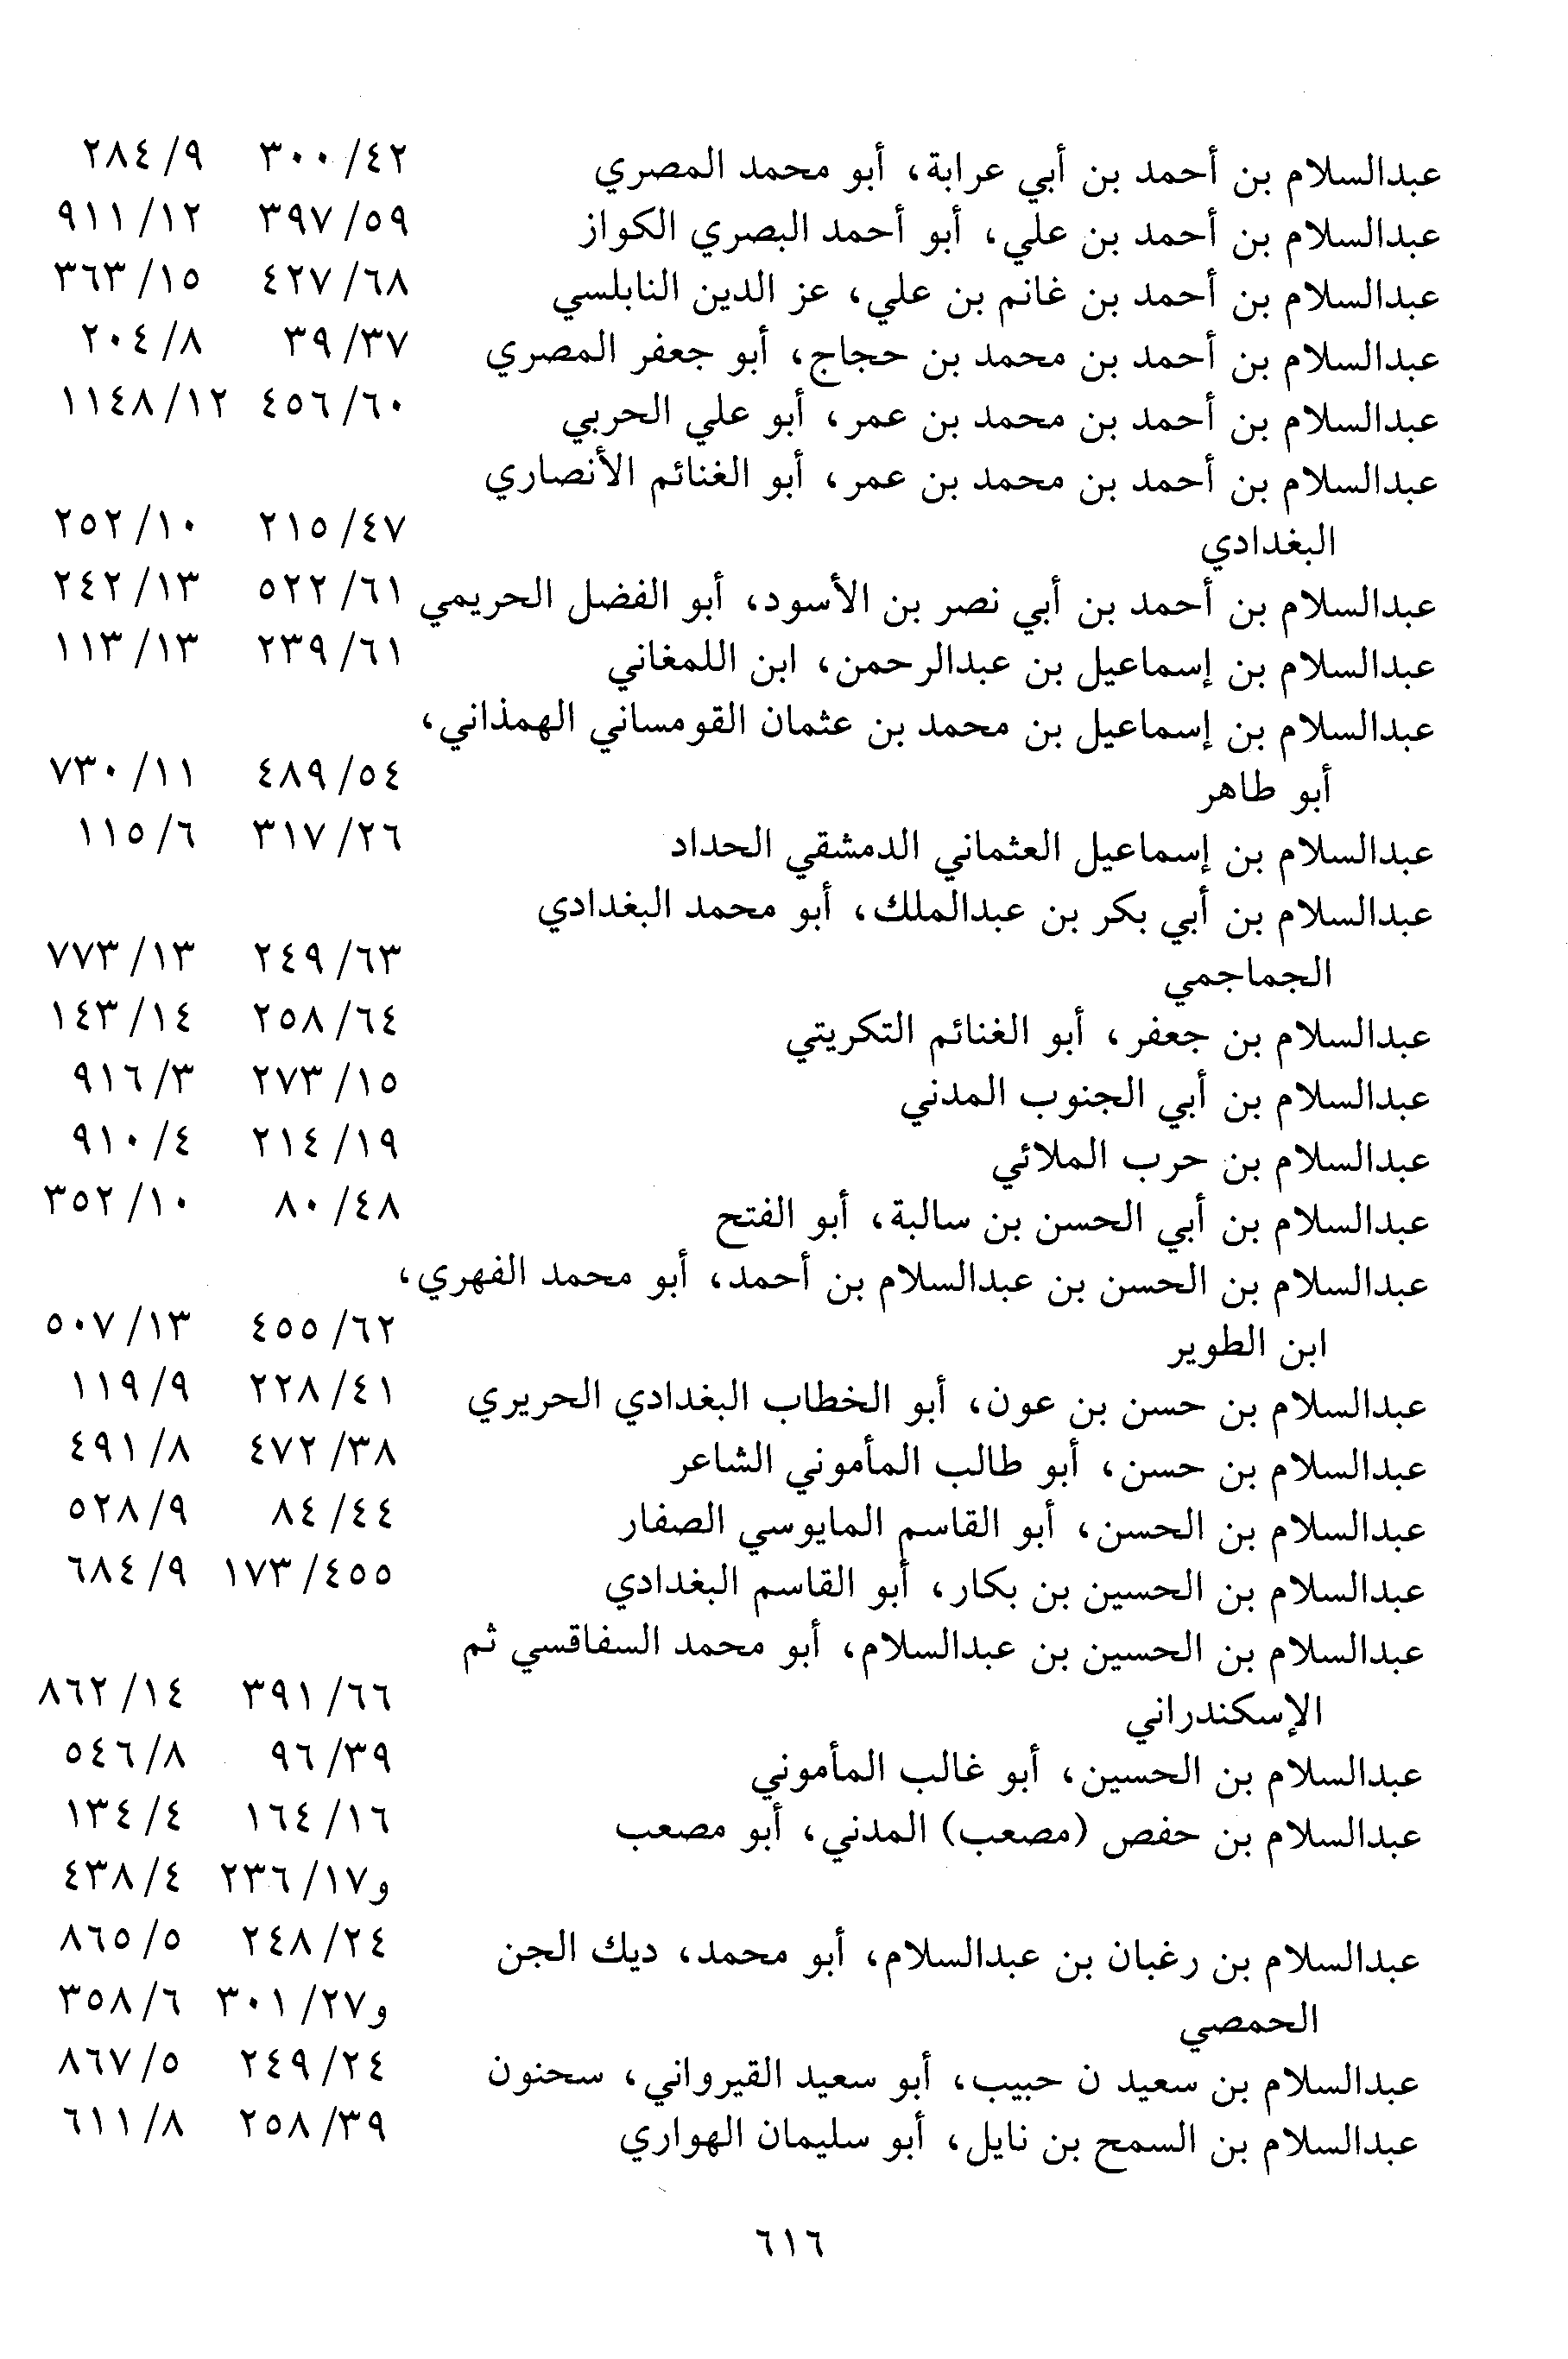 عبدالسلام بن أحمد بن أبي عرابة، أبو محمد المصري ٤٢/ ٣٠٠ ٩/ ٢٨٤
عبدالسلام بن أحمد بن علي، أبو أحمد البصري الكواز ٥٩/ ٣٩٧ ١٢/ ٩١١
عبدالسلام بن أحمد بن غانم بن علي، عز الدين النابلسي ٦٨/ ٤٢٧ ١٥/ ٣٦٣
عبدالسلام بن أحمد بن محمد بن حجاج، أبو جعفر المصري ٣٧/ ٣٩ ٨/ ٢٠٤
عبدالسلام بن أحمد بن محمد بن عمر، أبو علي الحربي ٦٠/ ٤٥٦ ١٢/ ١١٤٨
عبدالسلام بن أحمد بن محمد بن عمر، أبو الغنائم الأنصاري
البغدادي ٤٧/ ٢١٥ ١٠/ ٢٥٢
عبدالسلام بن أحمد بن أبي نصر بن الأسود، أبو الفضل الحريمي ٦١/ ٥٢٢ ١٣/ ٢٤٢
عبدالسلام بن إسماعيل بن عبدالرحمن، ابن اللمغاني ٦١/ ٢٣٩ ١٣/ ١١٣
عبدالسلام بن إسماعيل بن محمد بن عثمان القومساني الهمذاني،
أبو طاهر ٥٤/ ٤٨٩ ١١/ ٧٣٠
عبدالسلام بن إسماعيل العثماني الدمشقي الحداد ٢٦/ ٣١٧ ٦/ ١١٥
عبدالسلام بن أبي بكر بن عبدالملك، أبو محمد البغدادي
الجماجمي ٦٣/ ٢٤٩ ١٣/ ٧٧٣
عبدالسلام بن جعفر، أبو الغنائم التكريتي ٦٤/ ٢٥٨ ١٤/ ١٤٣
عبدالسلام بن أبي الجنوب المدني ١٥/ ٢٧٣ ٣/ ٩١٦
عبدالسلام بن حرب الملائي ١٩/ ٢١٤ ٤/ ٩١٠
عبدالسلام بن أبي الحسن بن سالبة، أبو الفتح ٤٨/ ٨٠ ١٠/ ٣٥٢
عبدالسلام بن الحسن بن عبدالسلام بن أحمد، أبو محمد الفهري،
ابن الطوير ٦٢/ ٤٥٥ ١٣/ ٥٠٧
عبدالسلام بن حسن بن عون، أبو الخطاب البغدادي الحريري ٤١/ ٢٢٨ ٩/ ١١٩
عبدالسلام بن حسن، أبو طالب المأموني الشاعر ٣٨/ ٤٧٢ ٨/ ٤٩١
عبدالسلام بن الحسن، أبو القاسم المايوسي الصفار ٤٤/ ٨٤ ٩/ ٥٢٨
عبدالسلام بن الحسين بن بكار، أبو القاسم البغدادي ٤٥٥/ ١٧٣ ٩/ ٦٨٤
عبدالسلام بن الحسين بن عبدالسلام، أبو محمد السفاقسي ثم
الإسكندراني ٦٦/ ٣٩١ ١٤/ ٨٦٢
عبدالسلام بن الحسين، أبو غالب المأموني ٣٩/ ٩٦ ٨/ ٥٤٦
عبدالسلام بن حفص (مصعب) المدني، أبو مصعب ١٦/ ١٦٤ ٤/ ١٣٤
و١٧/ ٢٣٦ ٤/ ٤٣٨
عبدالسلام بن رغبان بن عبدالسلام، أبو محمد، ديك الجن ٢٤/ ٢٤٨ ٥/ ٨٦٥
الحمصي و٢٧/ ٣٠١ ٦/ ٣٥٨
عبدالسلام بن سعيد ن حبيب، أبو سعيد القيرواني، سحنون ٢٤/ ٢٤٩ ٥/ ٨٦٧
عبدالسلام بن السمح بن نايل، أبو سليمان الهواري ٣٩/ ٢٥٨ ٨/ ٦١١
٦١٦